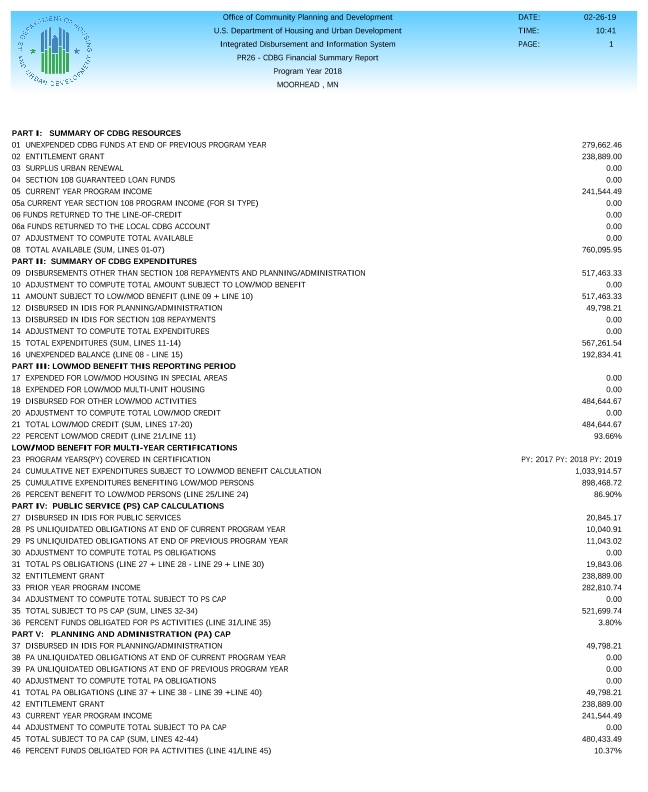 Office of Community Planning and Development
U.S. Department of Housing and Urban Development
Integrated Disbursement and Information System
PR26 - CDBG Financial Summary Report
Program Year 2018
MOORHEAD , MN
DATE: 02-26-19
TIME: 10:41
PAGE: 1
U.S. DEPARTMENT OF HOUSING AND URBAN DEVELOPMENT
PART I: SUMMARY OF CDBG RESOURCES
01 UNEXPENDED CDBG FUNDS AT END OF PREVIOUS PROGRAM YEAR 279,662.46
02 ENTITLEMENT GRANT 238,889.00
03 SURPLUS URBAN RENEWAL 0.00
04 SECTION 108 GUARANTEED LOAN FUNDS 0.00
05 CURRENT YEAR PROGRAM INCOME 241,544.49
05a CURRENT YEAR SECTION 108 PROGRAM INCOME (FOR SI TYPE) 0.00
06 FUNDS RETURNED TO THE LINE-OF-CREDIT 0.00
06a FUNDS RETURNED TO THE LOCAL CDBG ACCOUNT 0.00
07 ADJUSTMENT TO COMPUTE TOTAL AVAILABLE 0.00
08 TOTAL AVAILABLE (SUM, LINES 01-07) 760,095.95
PART II: SUMMARY OF CDBG EXPENDITURES
09 DISBURSEMENTS OTHER THAN SECTION 108 REPAYMENTS AND PLANNING/ADMINISTRATION 517,463.33
10 ADJUSTMENT TO COMPUTE TOTAL AMOUNT SUBJECT TO LOW/MOD BENEFIT 0.00
11 AMOUNT SUBJECT TO LOW/MOD BENEFIT (LINE 09 + LINE 10) 517,463.33
12 DISBURSED IN IDIS FOR PLANNING/ADMINISTRATION 49,798.21
13 DISBURSED IN IDIS FOR SECTION 108 REPAYMENTS 0.00
14 ADJUSTMENT TO COMPUTE TOTAL EXPENDITURES 0.00
15 TOTAL EXPENDITURES (SUM, LINES 11-14) 567,261.54
16 UNEXPENDED BALANCE (LINE 08 - LINE 15) 192,834.41
PART III: LOWMOD BENEFIT THIS REPORTING PERIOD
17 EXPENDED FOR LOW/MOD HOUSING IN SPECIAL AREAS 0.00
18 EXPENDED FOR LOW/MOD MULTI-UNIT HOUSING 0.00
19 DISBURSED FOR OTHER LOW/MOD ACTIVITIES 484,644.67
20 ADJUSTMENT TO COMPUTE TOTAL LOW/MOD CREDIT 0.00
21 TOTAL LOW/MOD CREDIT (SUM, LINES 17-20) 484,644.67
22 PERCENT LOW/MOD CREDIT (LINE 21/LINE 11) 93.66%
LOW/MOD BENEFIT FOR MULTI-YEAR CERTIFICATIONS
23 PROGRAM YEARS(PY) COVERED IN CERTIFICATION PY: 2017 PY: 2018 PY: 2019
24 CUMULATIVE NET EXPENDITURES SUBJECT TO LOW/MOD BENEFIT CALCULATION 1,033,914.57
25 CUMULATIVE EXPENDITURES BENEFITING LOW/MOD PERSONS 898,468.72
26 PERCENT BENEFIT TO LOW/MOD PERSONS (LINE 25/LINE 24) 86.90%
PART IV: PUBLIC SERVICE (PS) CAP CALCULATIONS
27 DISBURSED IN IDIS FOR PUBLIC SERVICES 20,845.17
28 PS UNLIQUIDATED OBLIGATIONS AT END OF CURRENT PROGRAM YEAR 10,040.91
29 PS UNLIQUIDATED OBLIGATIONS AT END OF PREVIOUS PROGRAM YEAR 11,043.02
30 ADJUSTMENT TO COMPUTE TOTAL PS OBLIGATIONS 0.00
31 TOTAL PS OBLIGATIONS (LINE 27 + LINE 28 - LINE 29 + LINE 30) 19,843.06
32 ENTITLEMENT GRANT 238,889.00
33 PRIOR YEAR PROGRAM INCOME 282,810.74
34 ADJUSTMENT TO COMPUTE TOTAL SUBJECT TO PS CAP 0.00
35 TOTAL SUBJECT TO PS CAP (SUM, LINES 32-34) 521,699.74
36 PERCENT FUNDS OBLIGATED FOR PS ACTIVITIES (LINE 31/LINE 35) 3.80%
PART V: PLANNING AND ADMINISTRATION (PA) CAP
37 DISBURSED IN IDIS FOR PLANNING/ADMINISTRATION 49,798.21
38 PA UNLIQUIDATED OBLIGATIONS AT END OF CURRENT PROGRAM YEAR 0.00
39 PA UNLIQUIDATED OBLIGATIONS AT END OF PREVIOUS PROGRAM YEAR 0.00
40 ADJUSTMENT TO COMPUTE TOTAL PA OBLIGATIONS 0.00
41 TOTAL PA OBLIGATIONS (LINE 37 + LINE 38 - LINE 39 +LINE 40) 49,798.21
42 ENTITLEMENT GRANT 238,889.00
43 CURRENT YEAR PROGRAM INCOME 241,544.49
44 ADJUSTMENT TO COMPUTE TOTAL SUBJECT TO PA CAP 0.00
45 TOTAL SUBJECT TO PA CAP (SUM, LINES 42-44) 480,433.49
46 PERCENT FUNDS OBLIGATED FOR PA ACTIVITIES (LINE 41/LINE 45) 10.37%